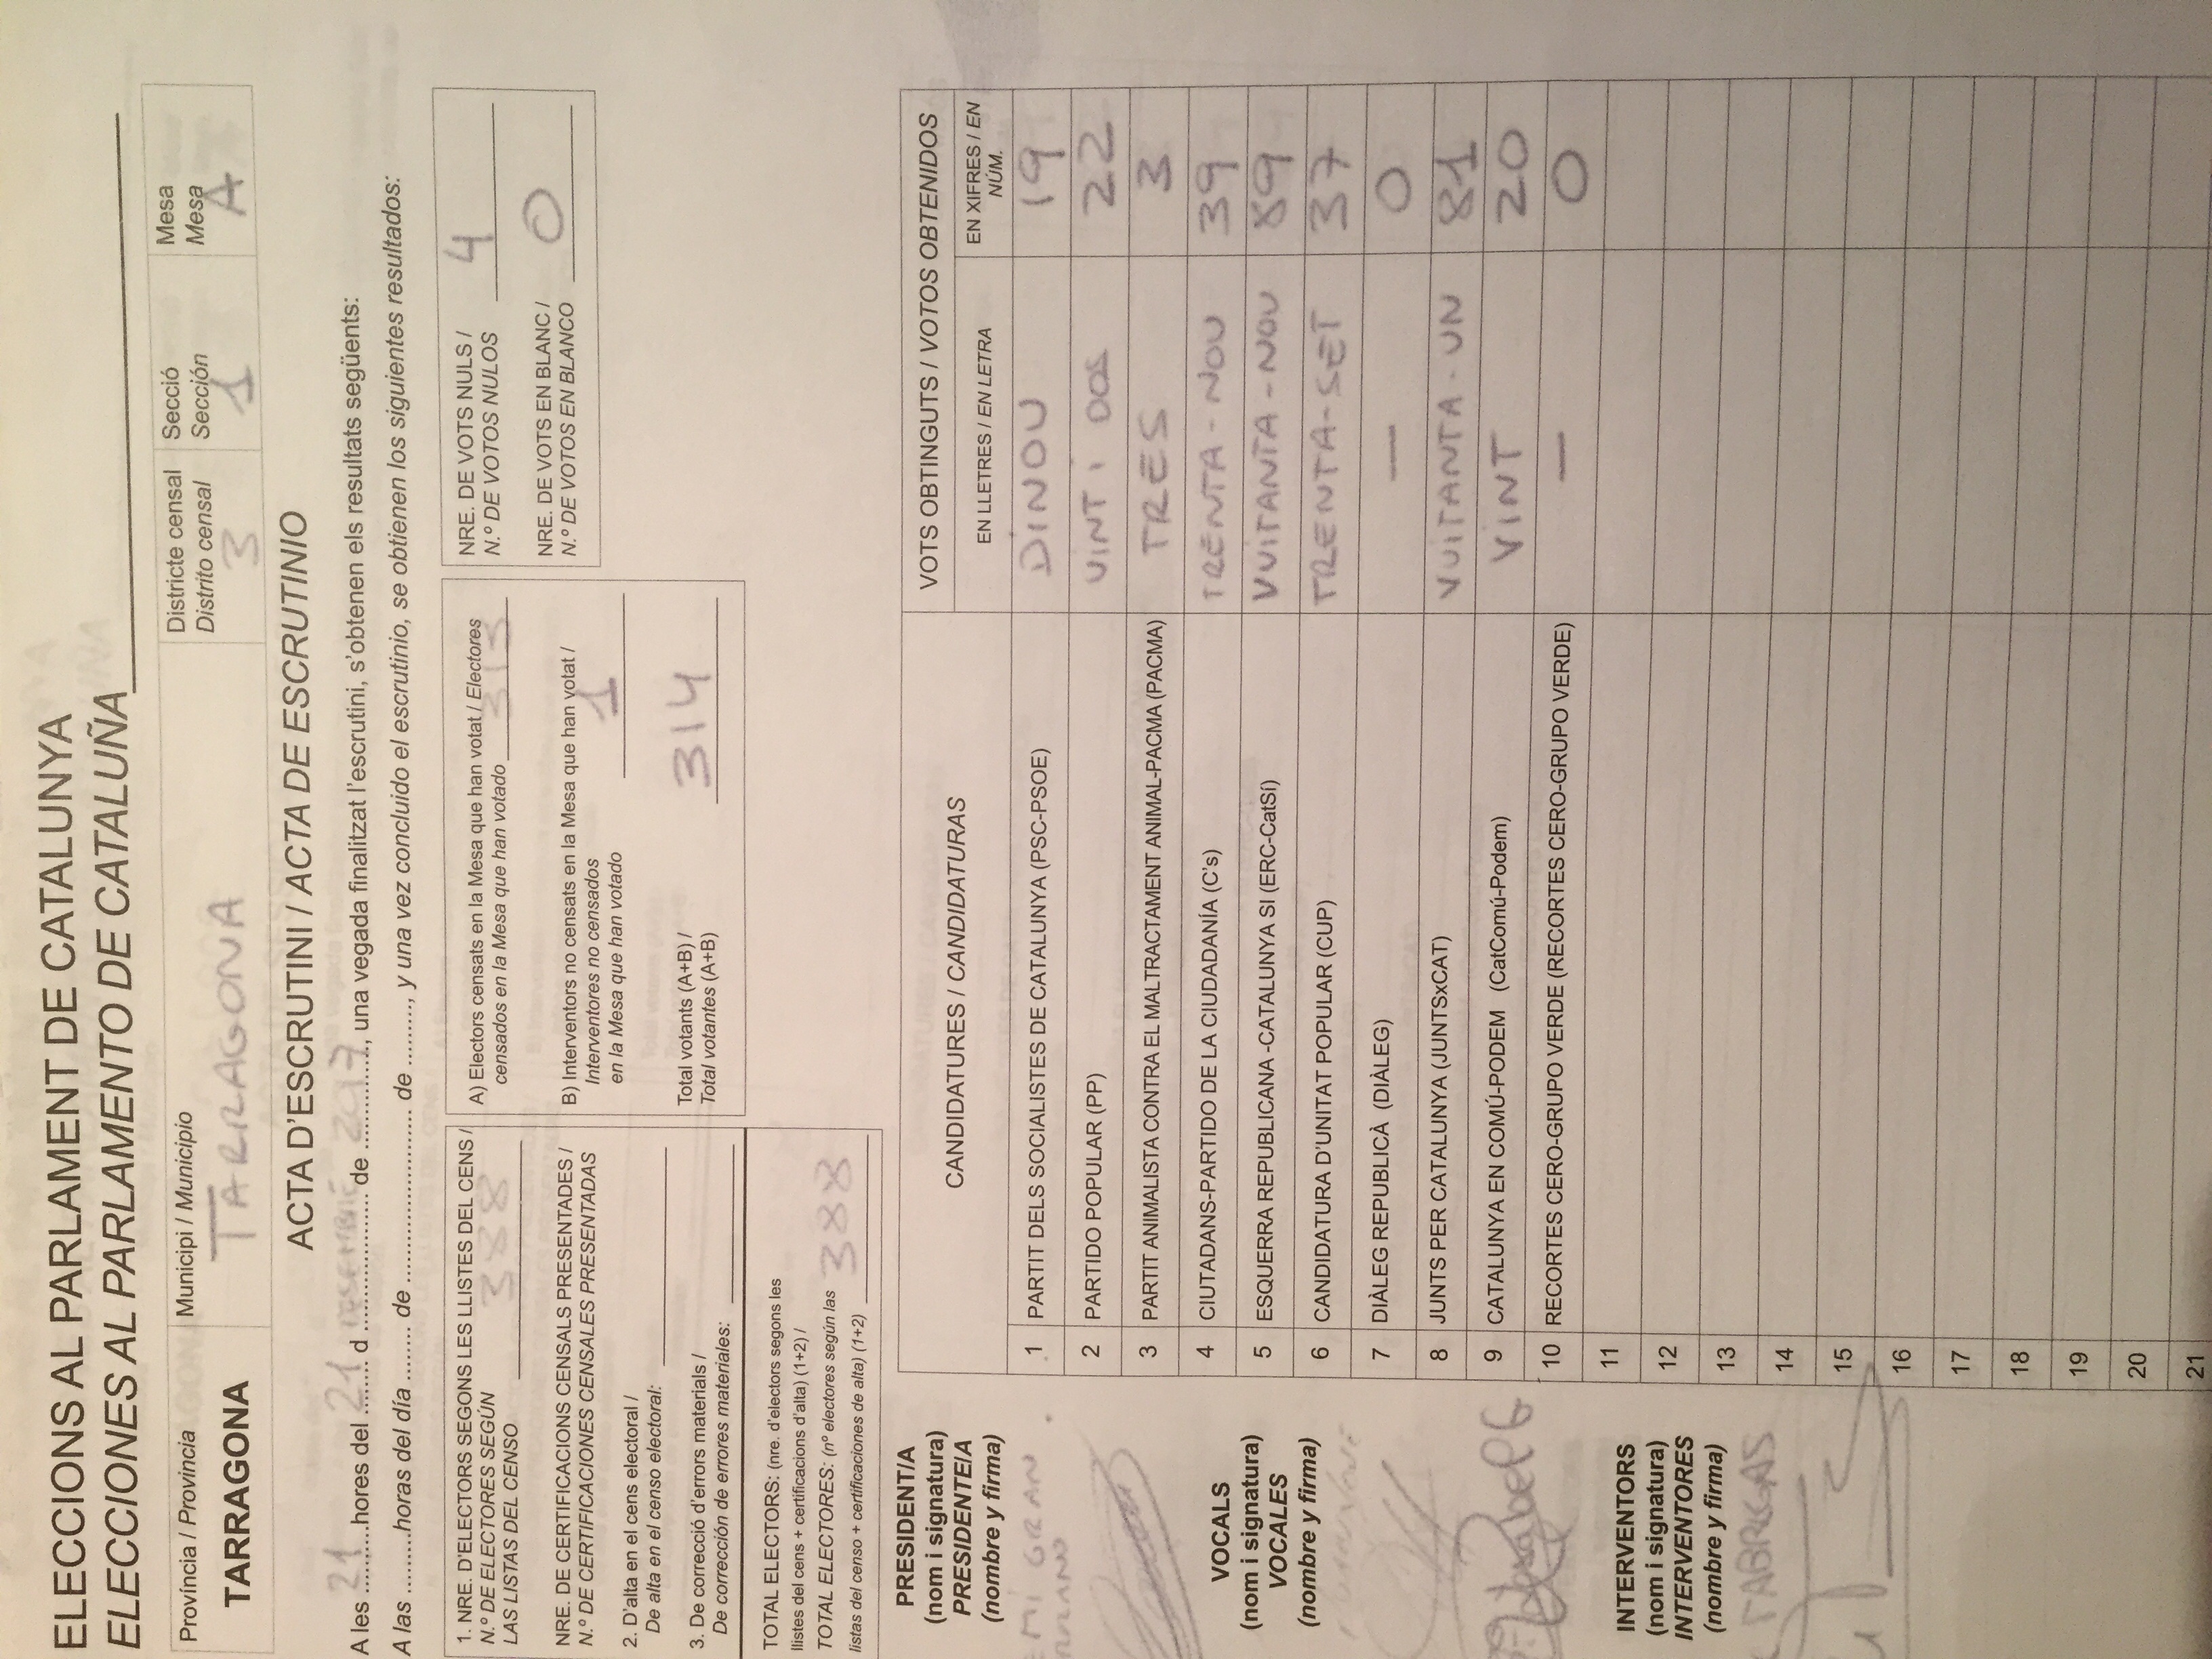 ELECCIONS AL PARLAMENT DE CATALUNYA
ELECCIONES AL PARLAMENTO DE CATALUÑA
Província / Provincia
TARRAGONA
Municipi / Municipio
TARRAGONA
Districte censal
Distrito censal
3
Secció
Sección
1
Mesa
Mesa
A
ACTA D'ESCRUTINI / ACTA DE ESCRUTINIO
A les 21 hores del 21 d DESEMBRE de 2017, una vegada finalitzat l'escrutini, s'obtenen els resultats següents:
A las .........horas del día ........ de .......................... de ........., y una vez concluido el escrutinio, se obtienen los siguientes resultados:
1. NRE. D'ELECTORS SEGONS LES LLISTES DEL CENS /
N.º DE ELECTORES SEGÚN
LAS LISTAS DEL CENSO 388
NRE. DE CERTIFICACIONS CENSALS PRESENTADES /
N.º DE CERTIFICACIONES CENSALES PRESENTADAS
2. D'alta en el cens electoral /
De alta en el censo electoral:
3. De correcció d'errors materials /
De corrección de errores materiales:
TOTAL ELECTORS: (nre. d'electors segons les
llistes del cens + certificacions d'alta) (1+2) /
TOTAL ELECTORES: (nº electores según las
listas del censo + certificaciones de alta) (1+2) 388
A) Electors censats en la Mesa que han votat / Electores
censados en la Mesa que han votado 313
B) Interventors no censats en la Mesa que han votat /
Interventores no censados
en la Mesa que han votado 1
Total votants (A+B) /
Total votantes (A+B) 314
NRE. DE VOTS NULS /
N.º DE VOTOS NULOS 4
NRE. DE VOTS EN BLANC /
N.º DE VOTOS EN BLANCO 0
PRESIDENT/A
(nom i signatura)
PRESIDENTE/A
(nombre y firma)
GRAN
VOCALS
(nom i signatura)
VOCALES
(nombre y firma)
INTERVENTORS
(nom i signatura)
INTERVENTORES
(nombre y firma)
FABRIGAS
CANDIDATURES / CANDIDATURAS
VOTS OBTINGUTS / VOTOS OBTENIDOS
EN LLETRES / EN LETRA
EN XIFRES / EN
NÚM.
1 PARTIT DELS SOCIALISTES DE CATALUNYA (PSC-PSOE) DINOU 19
2 PARTIDO POPULAR (PP) VINT I DOS 22
3 PARTIT ANIMALISTA CONTRA EL MALTRACTAMENT ANIMAL-PACMA (PACMA) TRES 3
4 CIUTADANS-PARTIDO DE LA CIUDADANÍA (C's) TRENTA-NOU 39
5 ESQUERRA REPUBLICANA -CATALUNYA SI (ERC-CatSí) VUITANTA-NOU 89
6 CANDIDATURA D'UNITAT POPULAR (CUP) TRENTA-SET 37
7 DIÀLEG REPUBLICÀ (DIÀLEG) — 0
8 JUNTS PER CATALUNYA (JUNTSxCAT) VUITANTA-UN 81
9 CATALUNYA EN COMÚ-PODEM (CatComú-Podem) VINT 20
10 RECORTES CERO-GRUPO VERDE (RECORTES CERO-GRUPO VERDE) — 0
11
12
13
14
15
16
17
18
19
20
21